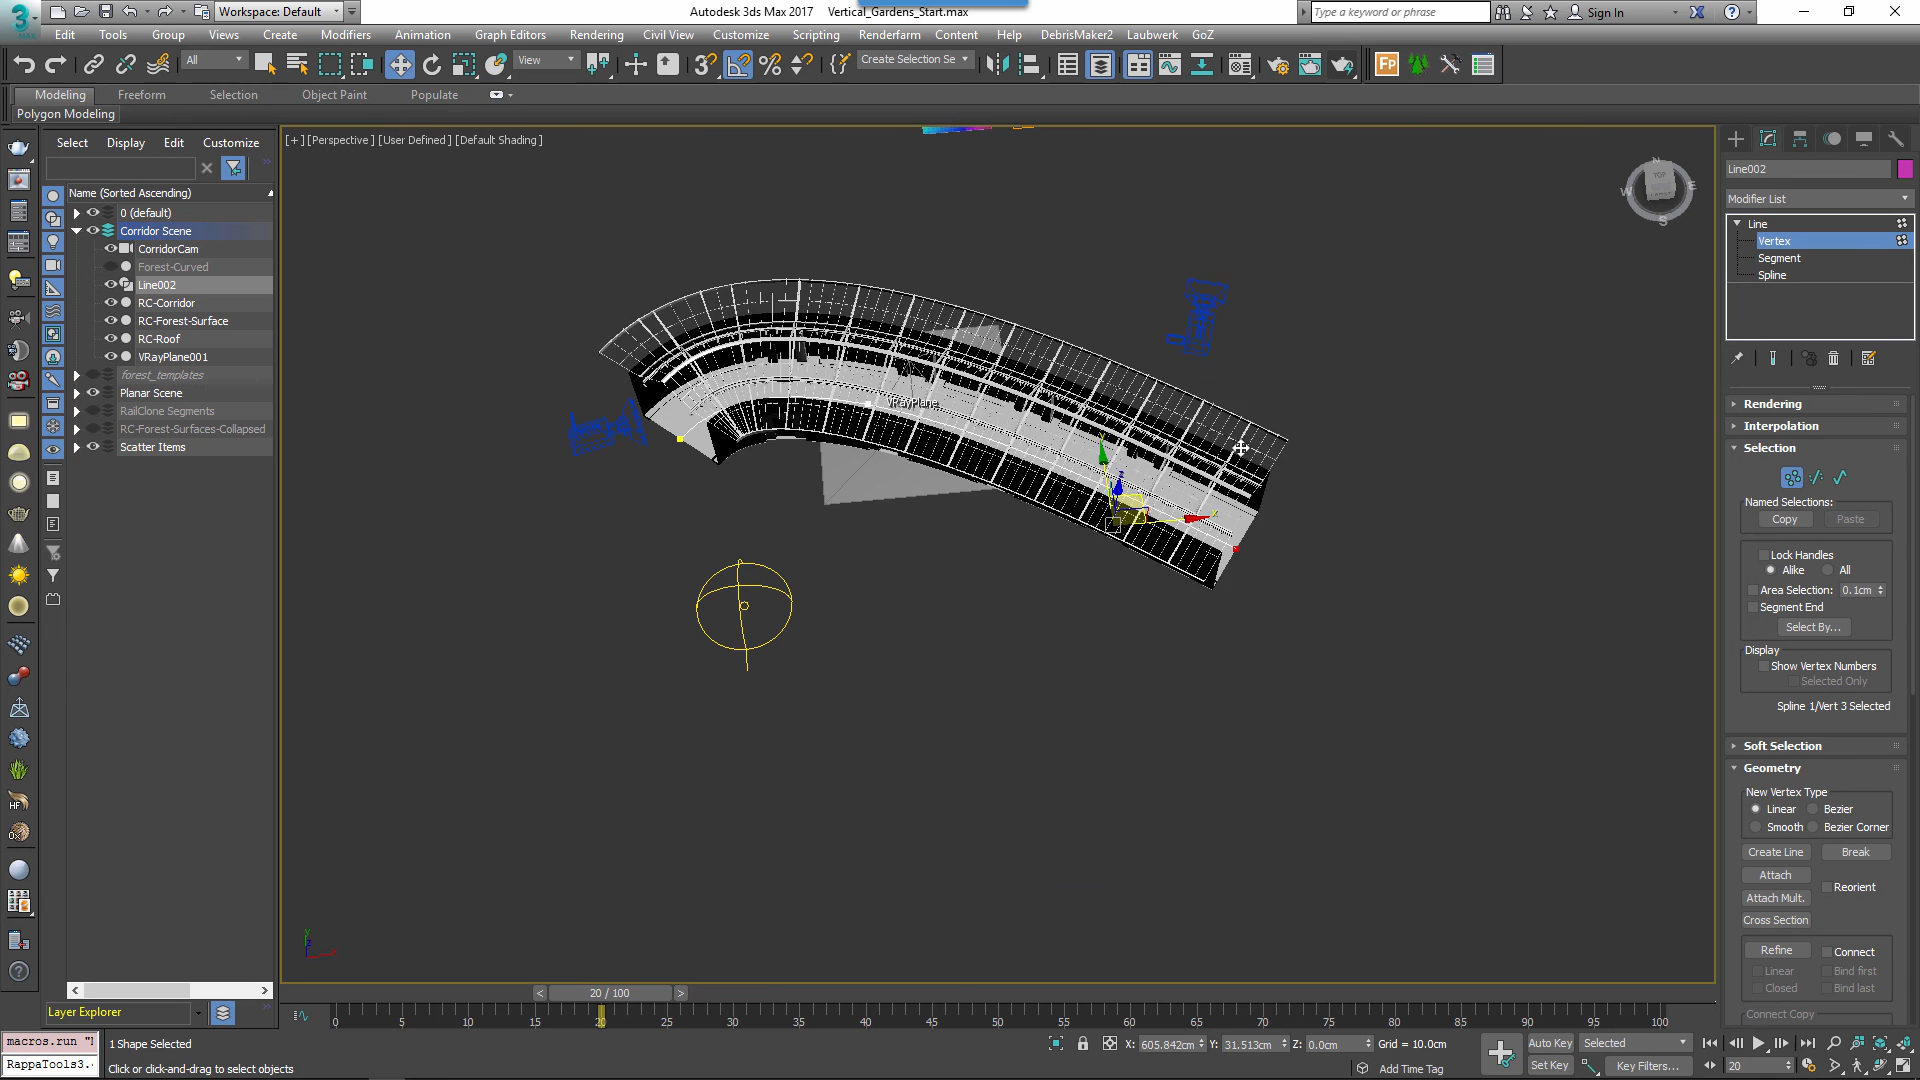 Workspace: Default
Autodesk 3ds Max 2017 Vertical_Gardens_Start.max
Type a keyword or phrase
Sign In
Edit Tools Group Views Create Modifiers Animation Graph Editors Rendering Civil View Customize Scripting Renderfarm Content Help DebrisMaker2 Laubwerk GoZ
All
View
Create Selection Se
Modeling Freeform Selection Object Paint Populate
Polygon Modeling
Select Display Edit Customize
Name (Sorted Ascending)
0 (default)
Corridor Scene
CorridorCam
Forest-Curved
Line002
RC-Corridor
RC-Forest-Surface
RC-Roof
VRayPlane001
forest_templates
Planar Scene
RailClone Segments
RC-Forest-Surfaces-Collapsed
Scatter Items
Layer Explorer
[+] [Perspective ] [User Defined ] [Default Shading ]
VRayPlane
TOP
N
W
E
S
Line002
Modifier List
Line
Vertex
Segment
Spline
Rendering
Interpolation
Selection
Named Selections:
Copy Paste
Lock Handles
Alike All
Area Selection: 0.1cm
Segment End
Select By...
Display
Show Vertex Numbers
Selected Only
Spline 1/Vert 3 Selected
Soft Selection
Geometry
New Vertex Type
Linear Bezier
Smooth Bezier Corner
Create Line Break
Attach
Reorient
Attach Mult.
Cross Section
Refine Connect
Linear Bind first
Closed Bind last
Connect Copy
20 / 100
0 5 10 15 20 25 30 35 40 45 50 55 60 65 70 75 80 85 90 95 100
macros.run "
RappaTools3.
1 Shape Selected
Click or click-and-drag to select objects
X: 605.842cm Y: 31.513cm Z: 0.0cm Grid = 10.0cm
Add Time Tag
Auto Key Selected
Set Key Key Filters...
20